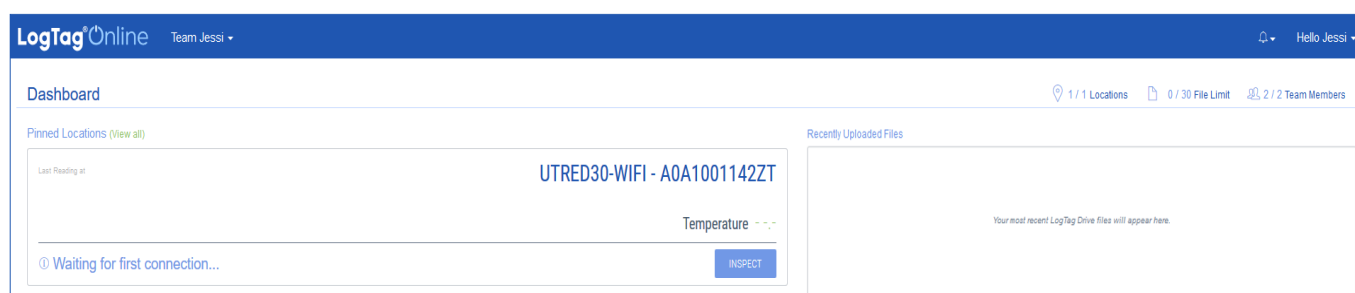 LogTag® Online Team Jessi Hello Jessi
Dashboard 1 / 1 Locations 0 / 30 File Limit 2 / 2 Team Members
Pinned Locations (View all) Recently Uploaded Files
Last Reading at UTRED30-WIFI - A0A1001142ZT
Your most recent LogTag Drive files will appear here.
Temperature --.-
Waiting for first connection... INSPECT